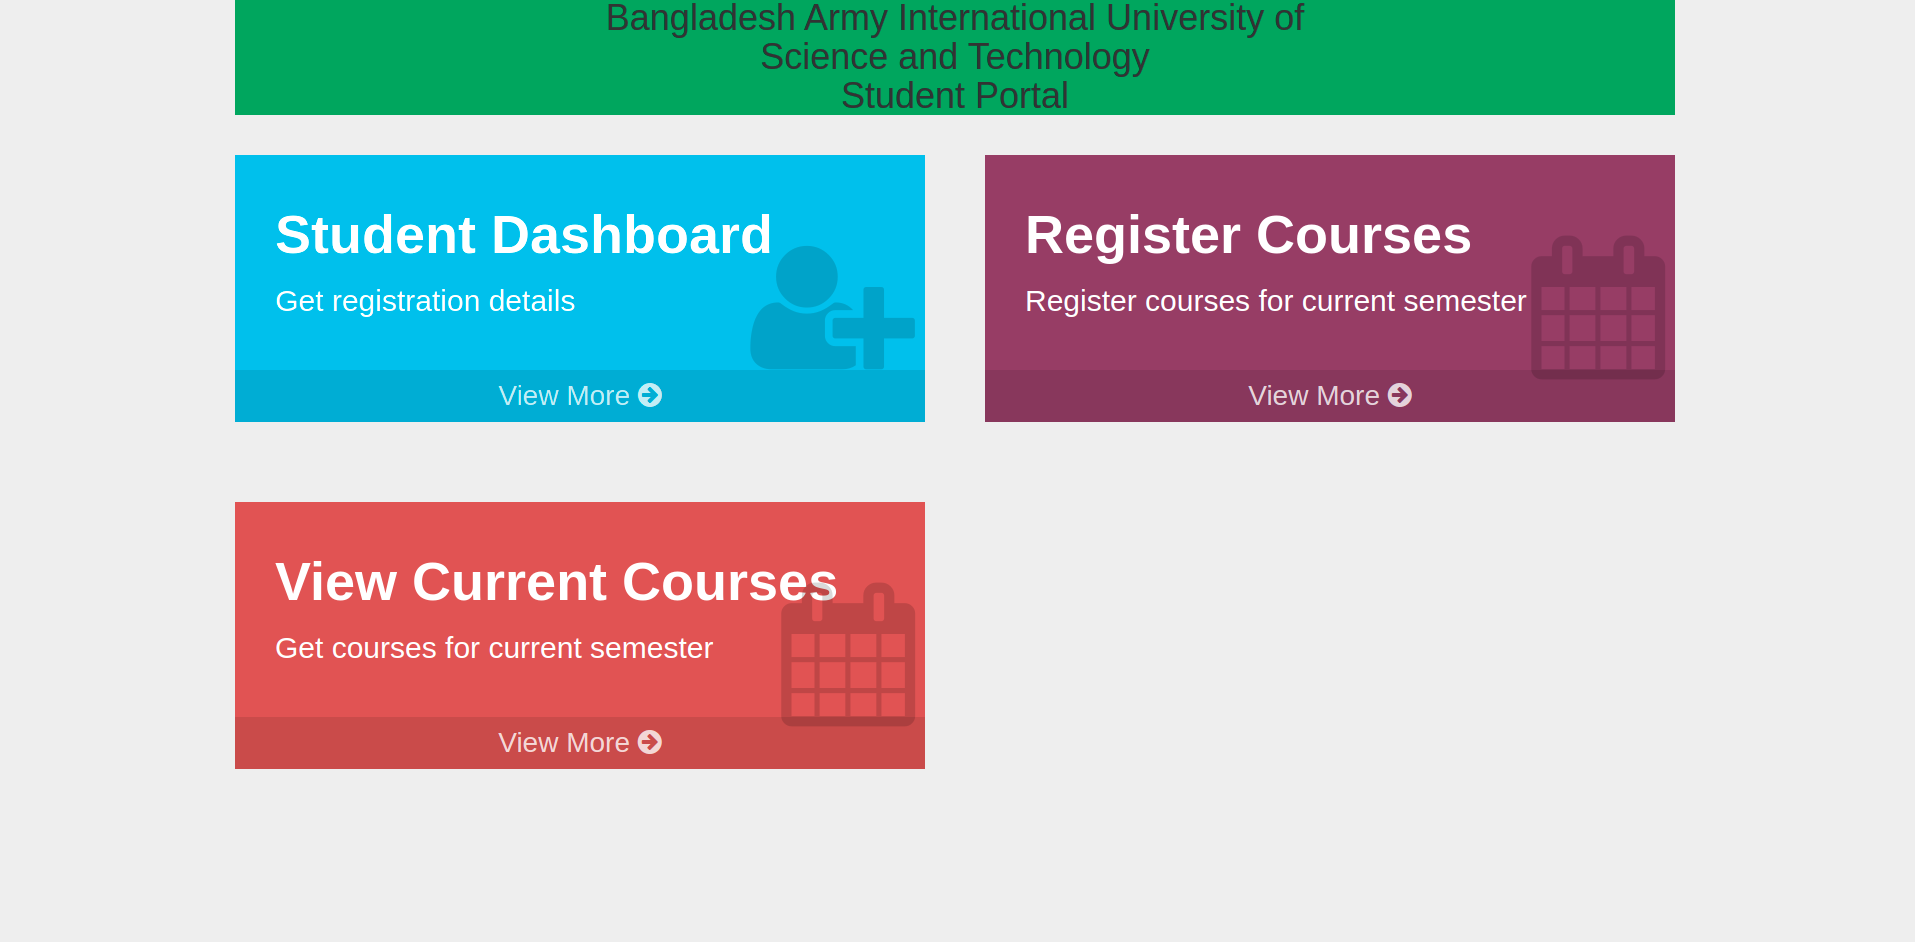 Bangladesh Army International University of
Science and Technology
Student Portal
Student Dashboard
Get registration details
View More
Register Courses
Register courses for current semester
View More
View Current Courses
Get courses for current semester
View More